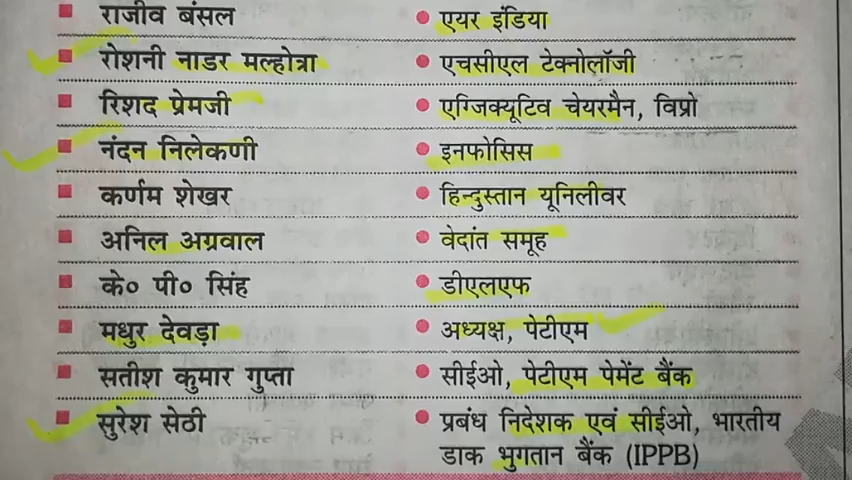 राजीव बंसल एयर इंडिया
रोशनी नाडर मल्होत्रा एचसीएल टेक्नोलॉजी
रिशद प्रेमजी एग्जिक्यूटिव चेयरमैन, विप्रो
नंदन निलेकणी इनफोसिस
कर्णम शेखर हिन्दुस्तान यूनिलीवर
अनिल अग्रवाल वेदांत समूह
के० पी० सिंह डीएलएफ
मधुर देवड़ा अध्यक्ष, पेटीएम
सतीश कुमार गुप्ता सीईओ, पेटीएम पेमेंट बैंक
सुरेश सेठी प्रबंध निदेशक एवं सीईओ, भारतीय
डाक भुगतान बैंक (IPPB)